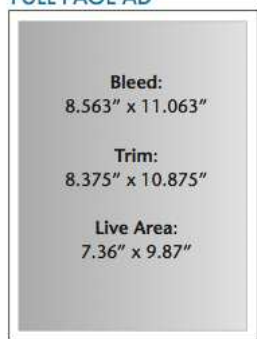 FULL PAGE AD
Bleed:
8.563” x 11.063”
Trim:
8.375” x 10.875”
Live Area:
7.36” x 9.87”